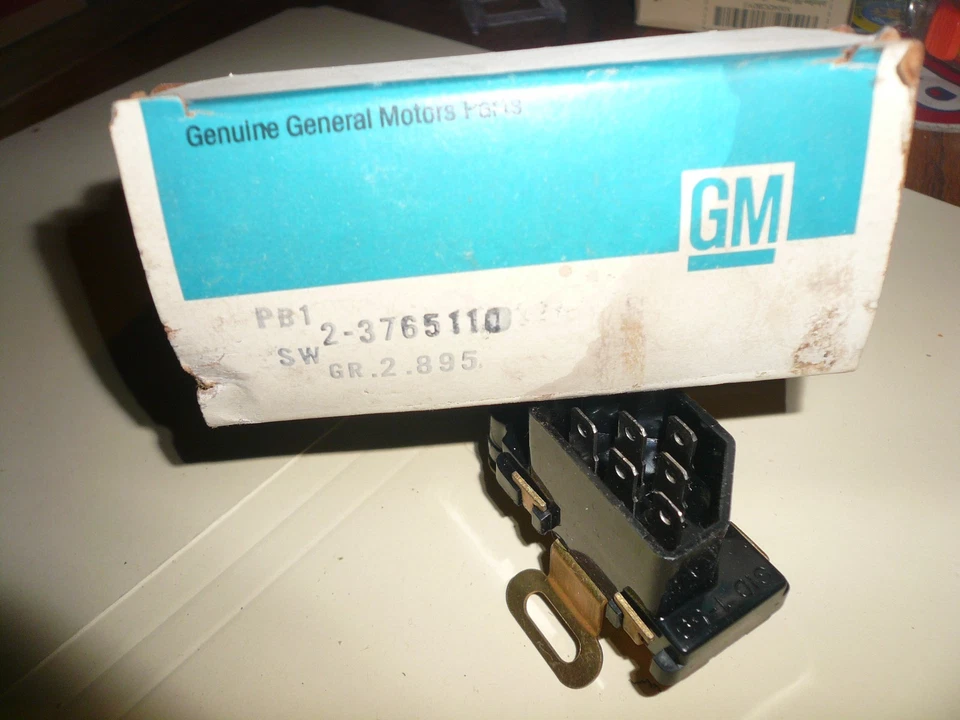 Genuine General Motors Parts
GM
PB1
2-3765110
SW
GR.2.895